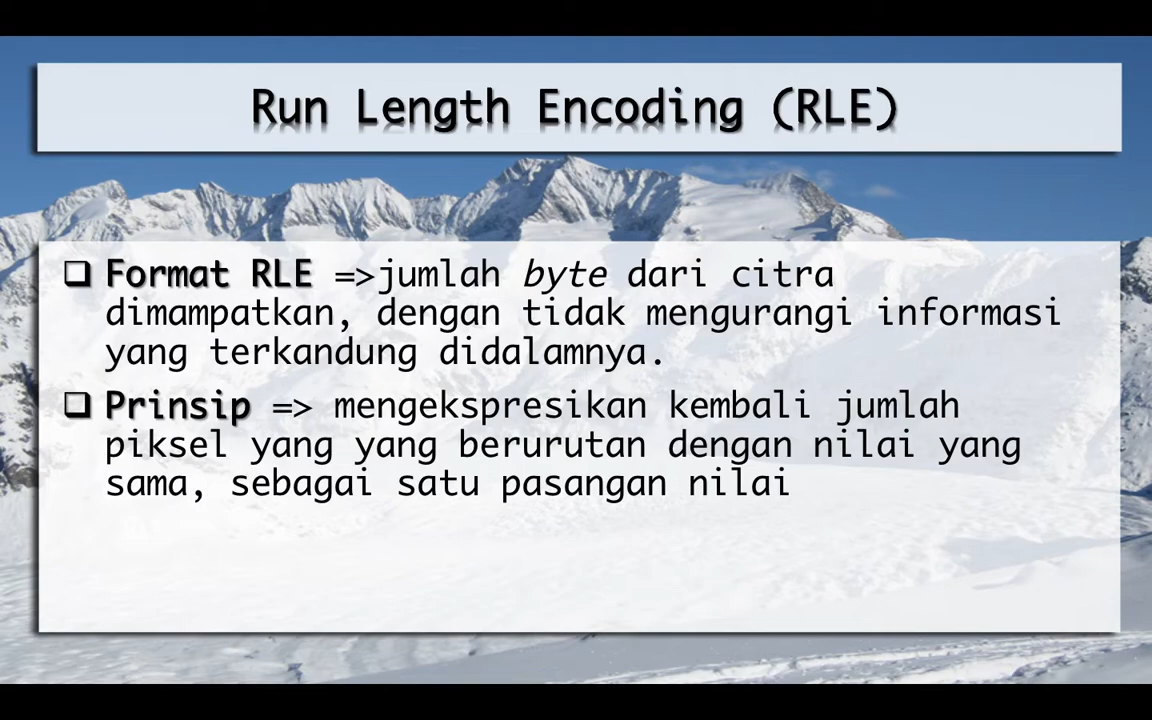 Run Length Encoding (RLE)
Format RLE =>jumlah byte dari citra
dimampatkan, dengan tidak mengurangi informasi
yang terkandung didalamnya.
Prinsip => mengekspresikan kembali jumlah
piksel yang yang berurutan dengan nilai yang
sama, sebagai satu pasangan nilai